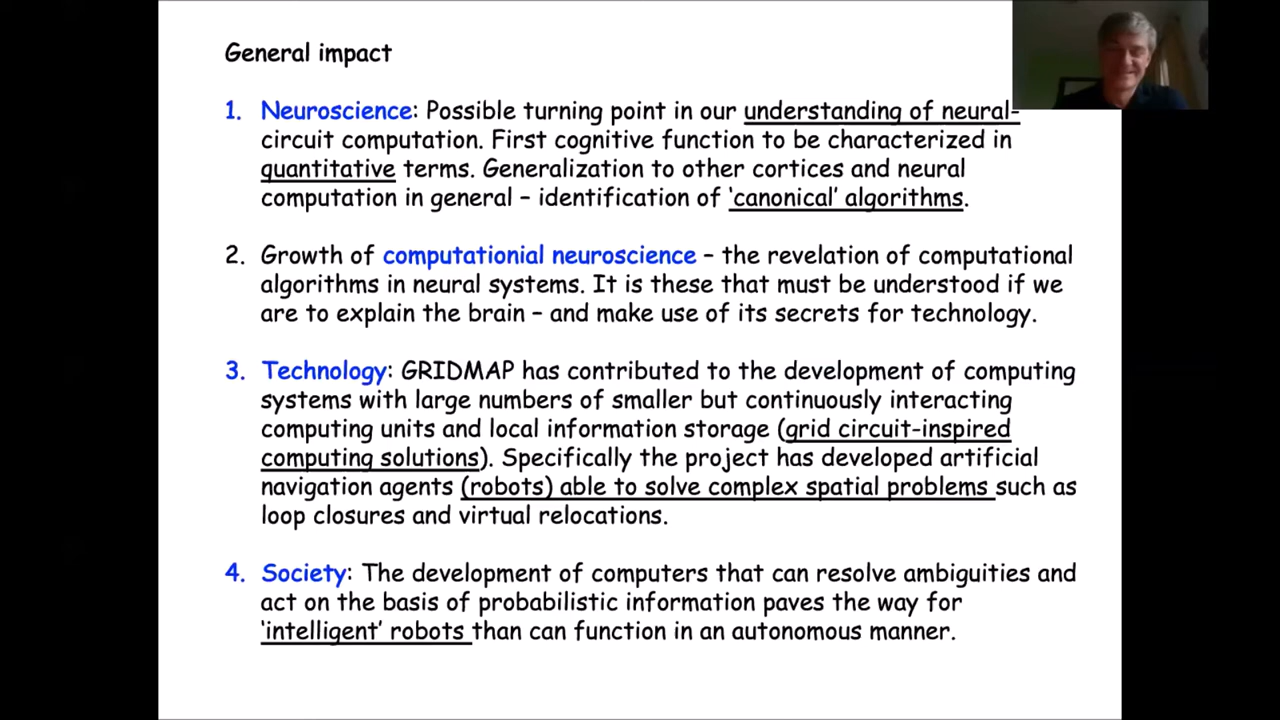 General impact
1. Neuroscience: Possible turning point in our understanding of neural-
circuit computation. First cognitive function to be characterized in
quantitative terms. Generalization to other cortices and neural
computation in general – identification of ‘canonical’ algorithms.
2. Growth of computationial neuroscience – the revelation of computational
algorithms in neural systems. It is these that must be understood if we
are to explain the brain – and make use of its secrets for technology.
3. Technology: GRIDMAP has contributed to the development of computing
systems with large numbers of smaller but continuously interacting
computing units and local information storage (grid circuit-inspired
computing solutions). Specifically the project has developed artificial
navigation agents (robots) able to solve complex spatial problems such as
loop closures and virtual relocations.
4. Society: The development of computers that can resolve ambiguities and
act on the basis of probabilistic information paves the way for
‘intelligent’ robots than can function in an autonomous manner.